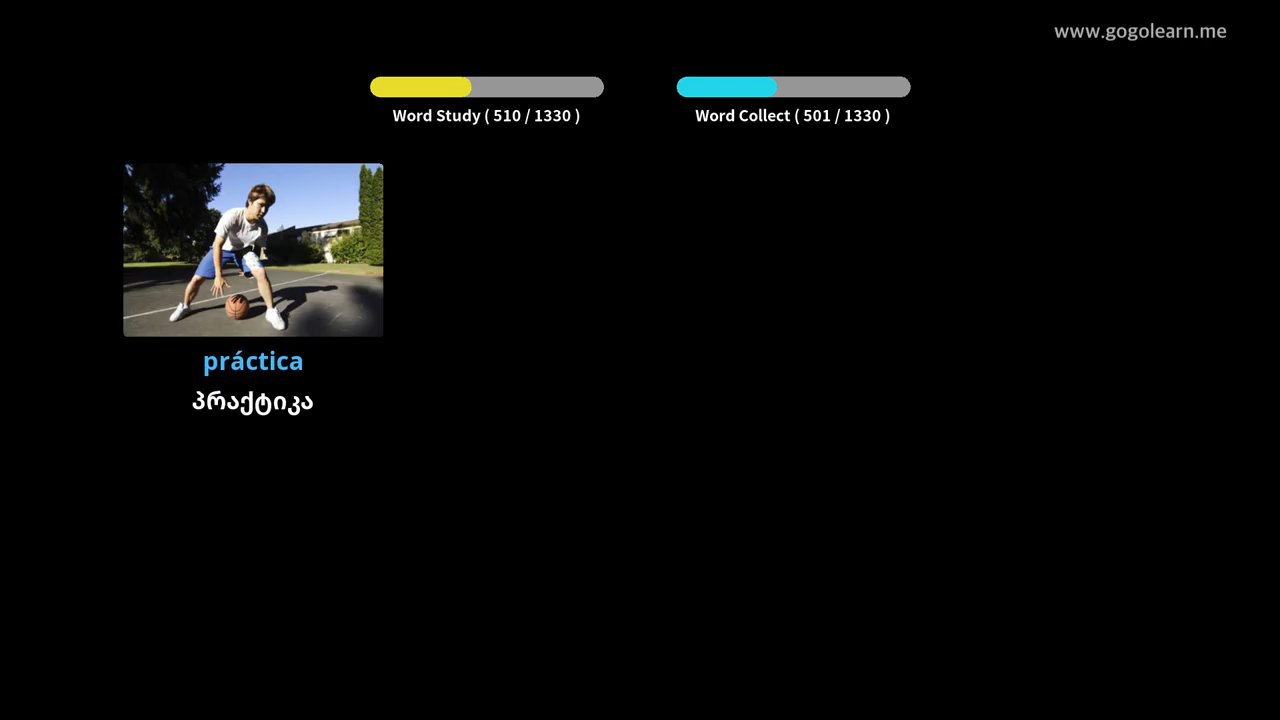 www.gogolearn.me
Word Study ( 510 / 1330 )
Word Collect ( 501 / 1330 )
práctica
პრაქტიკა